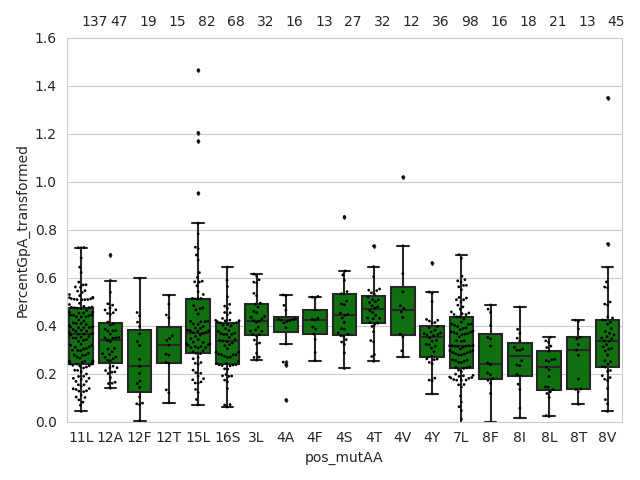 137 47 19 15 82 68 32 16 13 27 32 12 36 98 16 18 21 13 45
1.6
1.4
1.2
1.0
0.8
0.6
0.4
0.2
0.0
PercentGpA_transformed
11L 12A 12F 12T 15L 16S 3L 4A 4F 4S 4T 4V 4Y 7L 8F 8I 8L 8T 8V
pos_mutAA